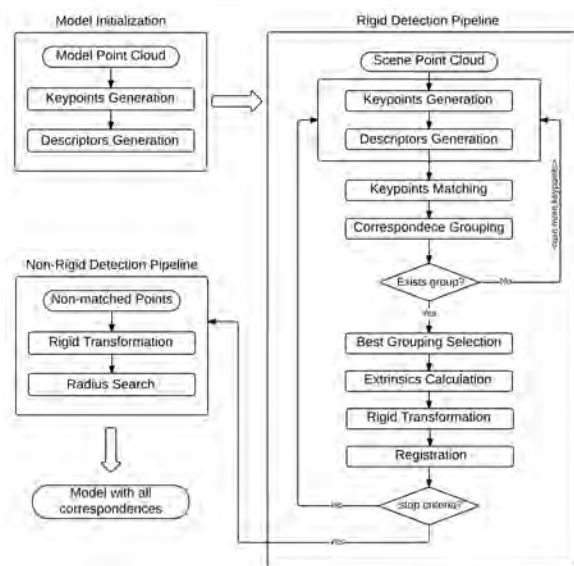 Model Initialization
Model Point Cloud
Keypoints Generation
Descriptors Generation
Rigid Detection Pipeline
Scene Point Cloud
Keypoints Generation
Descriptors Generation
Keypoints Matching
Correspondece Grouping
Exists group?
No
Yes
Best Grouping Selection
Extrinsics Calculation
Rigid Transformation
Registration
stop criteria?
no
yes
Non-Rigid Detection Pipeline
Non-matched Points
Rigid Transformation
Radius Search
Model with all
correspondences
more keypoints>